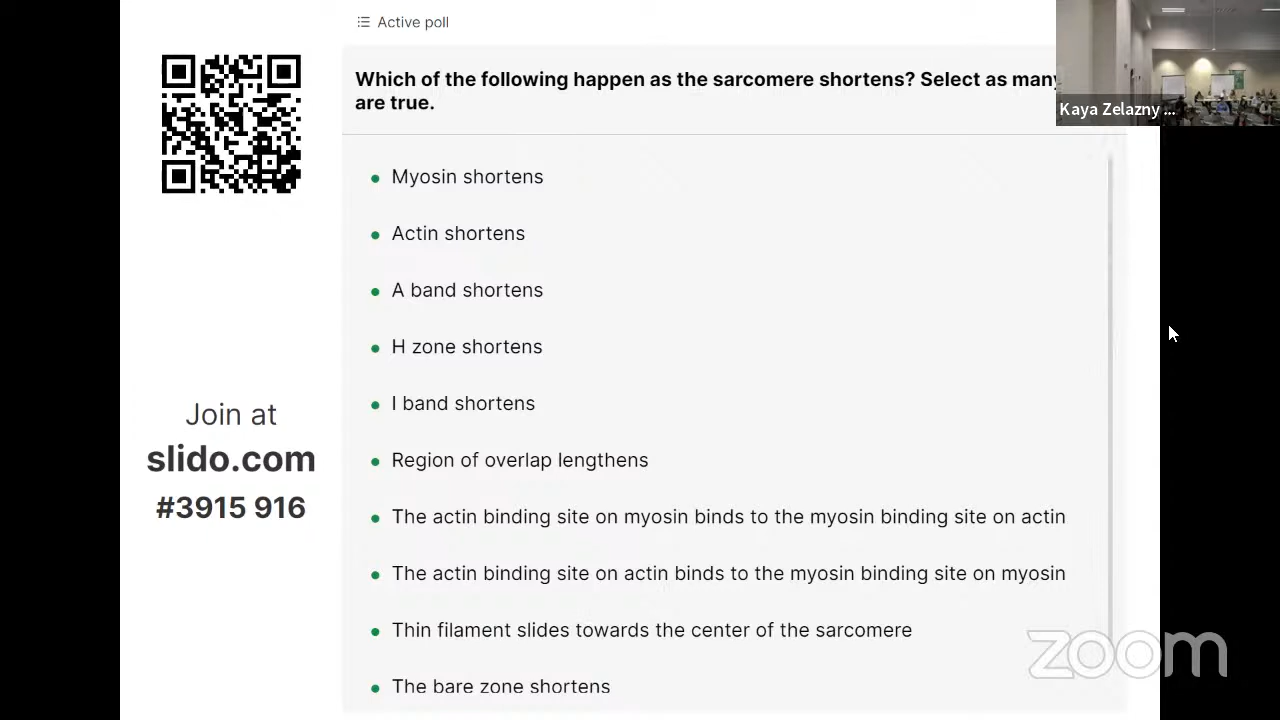 Active poll
Which of the following happen as the sarcomere shortens? Select as many
are true.
Kaya Zelazny ...
Myosin shortens
Actin shortens
A band shortens
H zone shortens
I band shortens
Region of overlap lengthens
The actin binding site on myosin binds to the myosin binding site on actin
The actin binding site on actin binds to the myosin binding site on myosin
Thin filament slides towards the center of the sarcomere
The bare zone shortens
Join at
slido.com
#3915 916
zoom